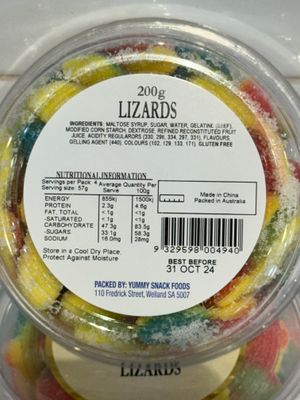 200g
LIZARDS
INGREDIENTS: MALTOSE SYRUP, SUGAR, WATER, GELATINE (BEEF),
MODIFIED CORN STARCH, DEXTROSE, REFINED RECONSTITUTED FRUIT
JUICE, ACIDITY REGULATORS (330, 296, 334, 297, 331), FLAVOURS,
GELLING AGENT (440), COLOURS (102, 129, 133, 171). GLUTEN FREE
NUTRITIONAL INFORMATION
Servings per Pack: 4 Average Quantity Per
Serving size: 57g Serve 100g
ENERGY 855kj 1500kj
PROTEIN 2.3g 4.6g
FAT, TOTAL <1g <1g
-SATURATED <1g <1g
CARBOHYDRATE 47.3g 83.5g
-SUGARS 33.1g 58.3g
SODIUM 16.0mg 28mg
Made in China
Packed in Australia
9 329598 004940
Store in a Cool Dry Place,
Protect Against Moisture
BEST BEFORE
31 OCT 24
PACKED BY: YUMMY SNACK FOODS
110 Fredrick Street, Welland SA 5007
LIZARDS